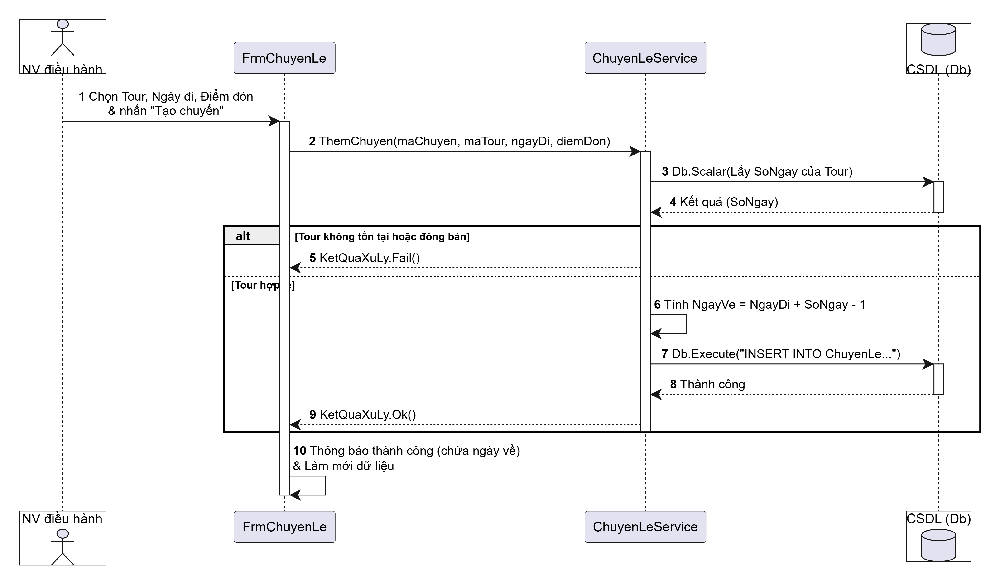 NV điều hành
FrmChuyenLe
ChuyenLeService
CSDL (Db)
1 Chọn Tour, Ngày đi, Điểm đón
& nhấn "Tạo chuyến"
2 ThemChuyen(maChuyen, maTour, ngayDi, diemDon)
3 Db.Scalar(Lấy SoNgay của Tour)
4 Kết quả (SoNgay)
alt
[Tour không tồn tại hoặc đóng bán]
5 KetQuaXuLy.Fail()
[Tour hợp
6 Tính NgayVe = NgayDi + SoNgay - 1
7 Db.Execute("INSERT INTO ChuyenLe...")
8 Thành công
9 KetQuaXuLy.Ok()
10 Thông báo thành công (chứa ngày về)
& Làm mới dữ liệu
NV điều hành
FrmChuyenLe
ChuyenLeService
CSDL (Db)